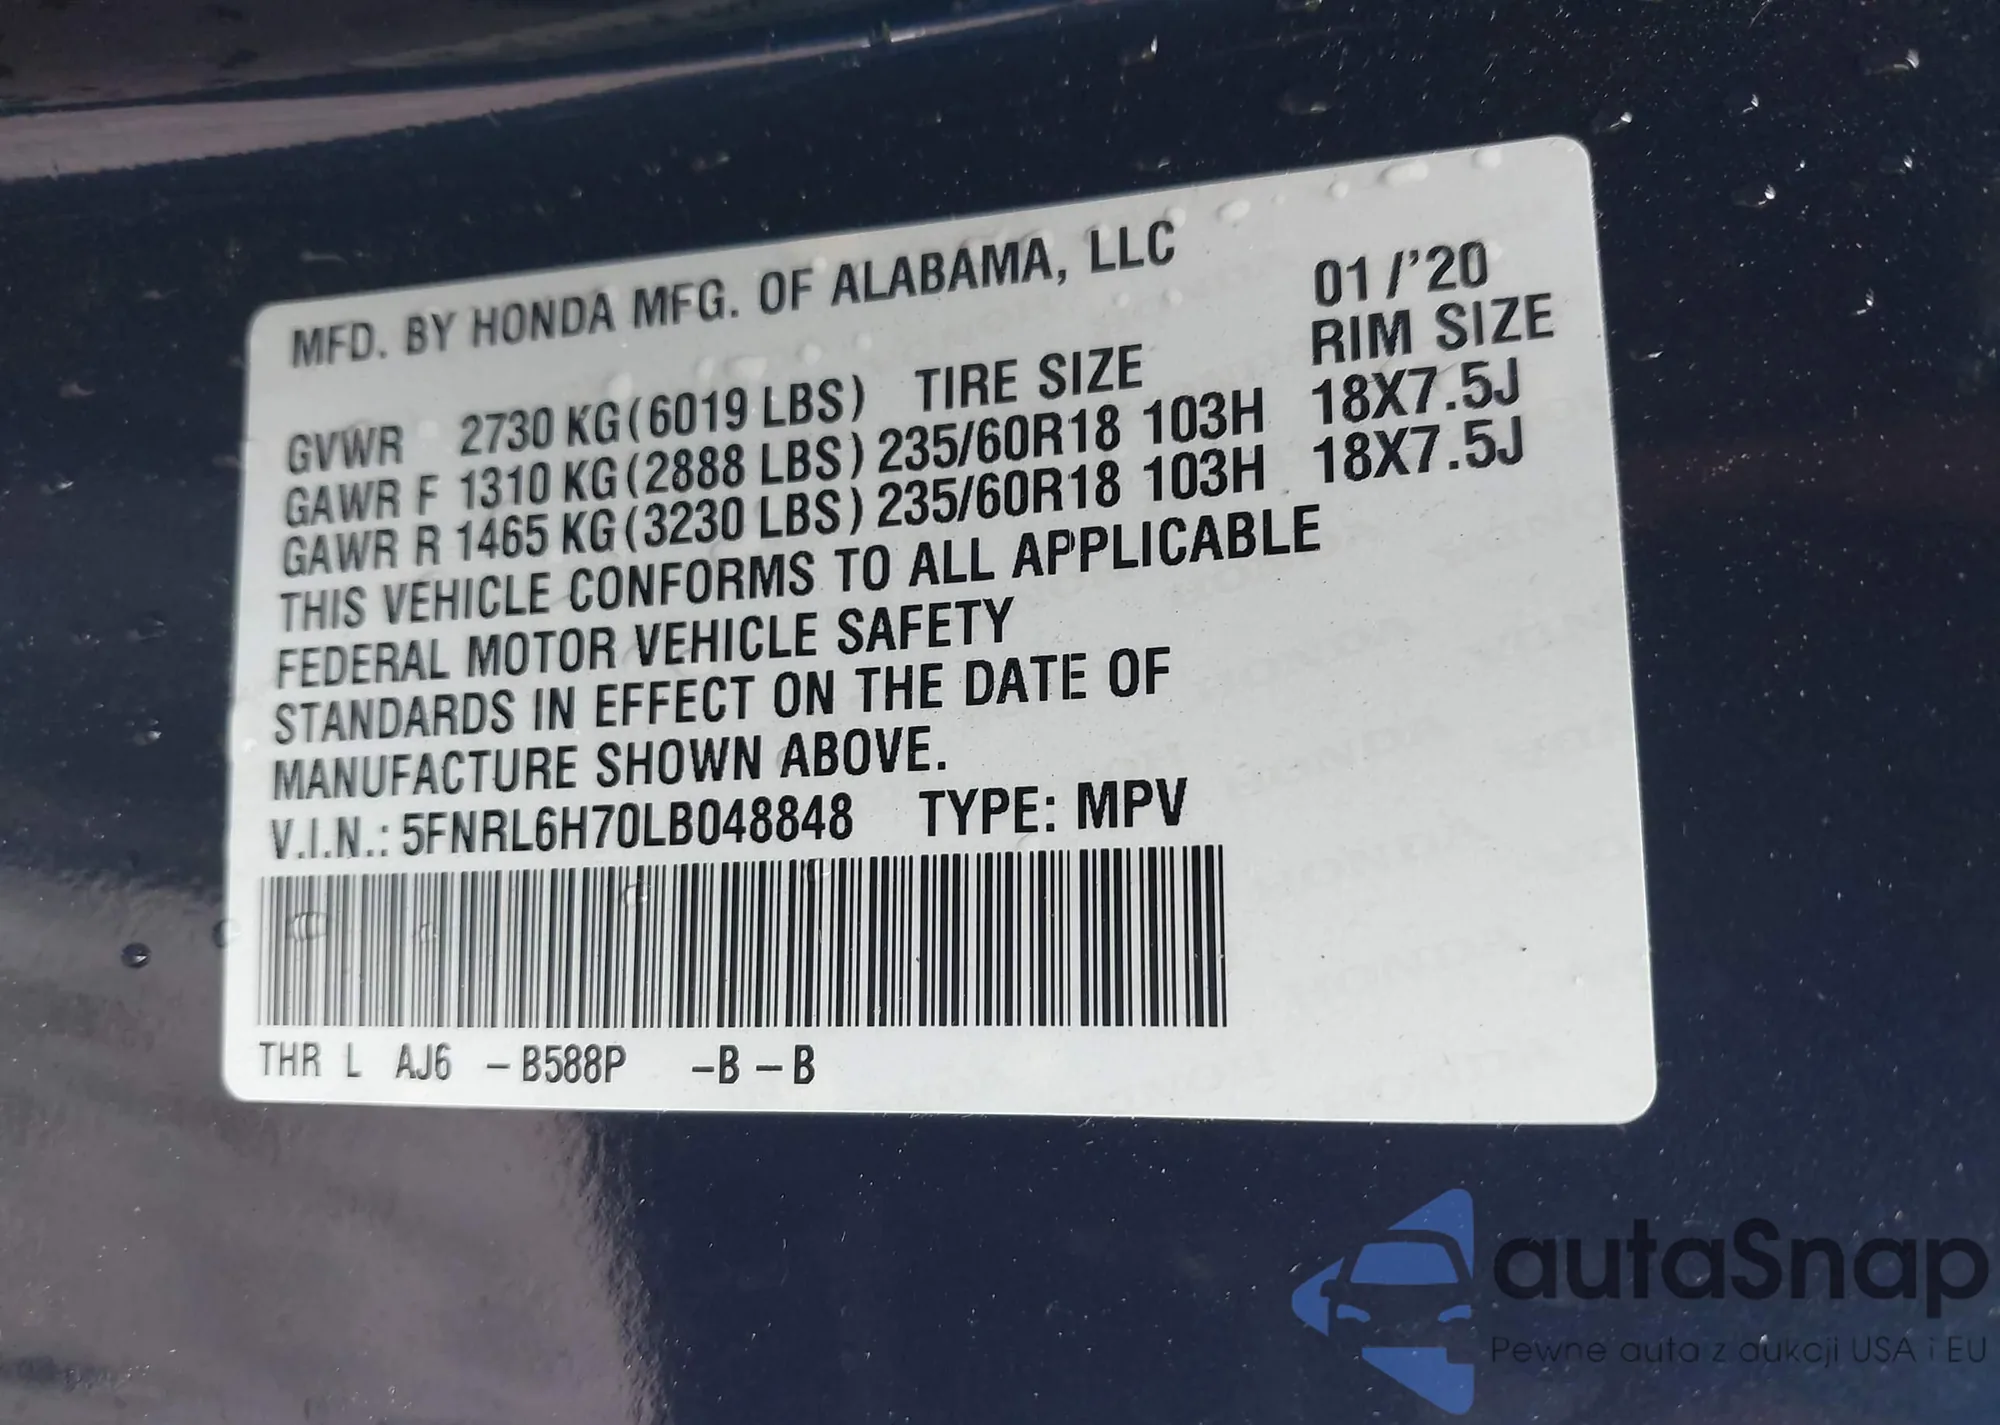 MFD. BY HONDA MFG. OF ALABAMA, LLC 01/'20
GVWR 2730 KG(6019 LBS) TIRE SIZE RIM SIZE
GAWR F 1310 KG(2888 LBS) 235/60R18 103H 18X7.5J
GAWR R 1465 KG(3230 LBS) 235/60R18 103H 18X7.5J
THIS VEHICLE CONFORMS TO ALL APPLICABLE
FEDERAL MOTOR VEHICLE SAFETY
STANDARDS IN EFFECT ON THE DATE OF
MANUFACTURE SHOWN ABOVE.
V.I.N.: 5FNRL6H70LB048848 TYPE: MPV
THR L AJ6 –B588P –B–B
autaSnap
Pewne auta z aukcji USA i EU